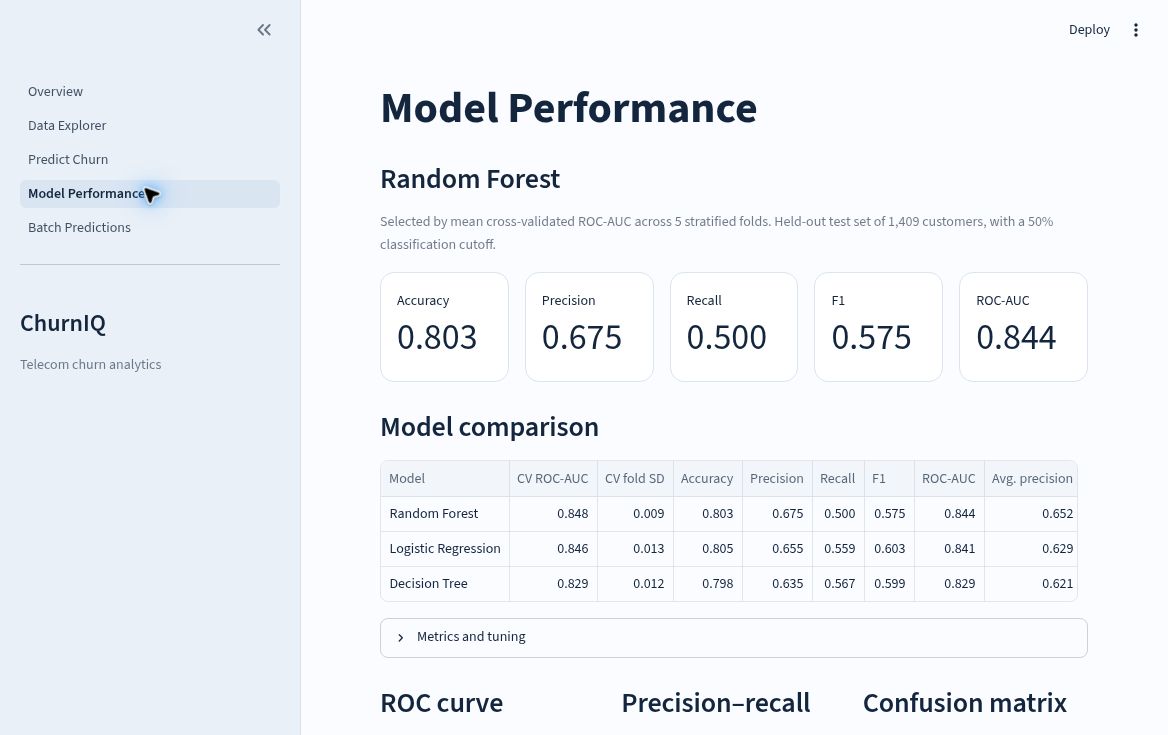 Deploy
Overview
Data Explorer
Predict Churn
Model Performance
Batch Predictions
ChurnIQ
Telecom churn analytics
Model Performance
Random Forest
Selected by mean cross-validated ROC-AUC across 5 stratified folds. Held-out test set of 1,409 customers, with a 50%
classification cutoff.
Accuracy Precision Recall F1 ROC-AUC
0.803 0.675 0.500 0.575 0.844
Model comparison
Model CV ROC-AUC CV fold SD Accuracy Precision Recall F1 ROC-AUC Avg. precision
Random Forest 0.848 0.009 0.803 0.675 0.500 0.575 0.844 0.652
Logistic Regression 0.846 0.013 0.805 0.655 0.559 0.603 0.841 0.629
Decision Tree 0.829 0.012 0.798 0.635 0.567 0.599 0.829 0.621
Metrics and tuning
ROC curve Precision–recall Confusion matrix